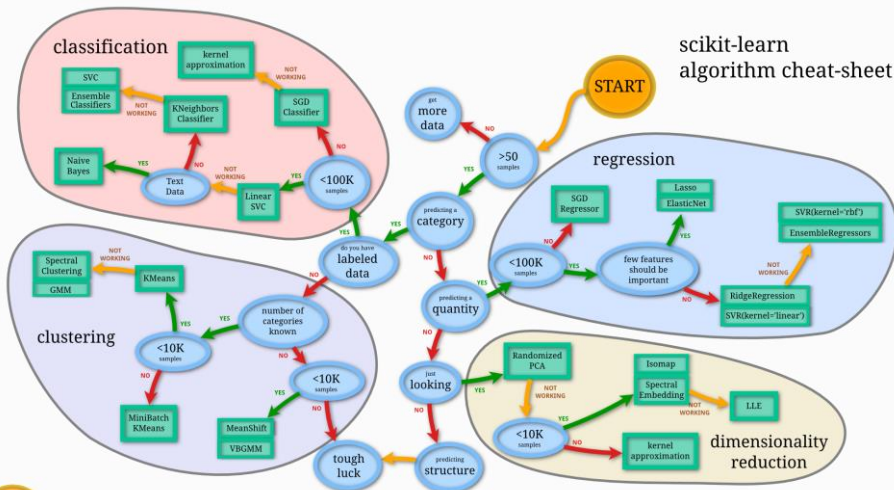 classification
scikit-learn
algorithm cheat-sheet
START
kernel
approximation
NOT
WORKING
SVC
Ensemble
Classifiers
NOT
WORKING
KNeighbors
Classifier
SGD
Classifier
get
more
data
NO
>50
samples
NO
NO
YES
Naive
Bayes
YES
Text
Data
NOT
WORKING
Linear
SVC
YES
<100K
samples
YES
predicting a
category
YES
do you have
labeled
data
NO
NO
regression
SGD
Regressor
Lasso
ElasticNet
SVR(kernel='rbf')
EnsembleRegressors
NO
YES
<100K
samples
YES
few features
should be
important
NOT
WORKING
NO
RidgeRegression
SVR(kernel='linear')
predicting a
quantity
YES
NO
clustering
Spectral
Clustering
GMM
NOT
WORKING
KMeans
YES
number of
categories
known
YES
<10K
samples
NO
NO
<10K
samples
YES
NO
MiniBatch
KMeans
MeanShift
VBGMM
just
looking
YES
NO
tough
luck
predicting
structure
Randomized
PCA
NOT
WORKING
Isomap
Spectral
Embedding
YES
NOT
WORKING
LLE
<10K
samples
NO
kernel
approximation
dimensionality
reduction